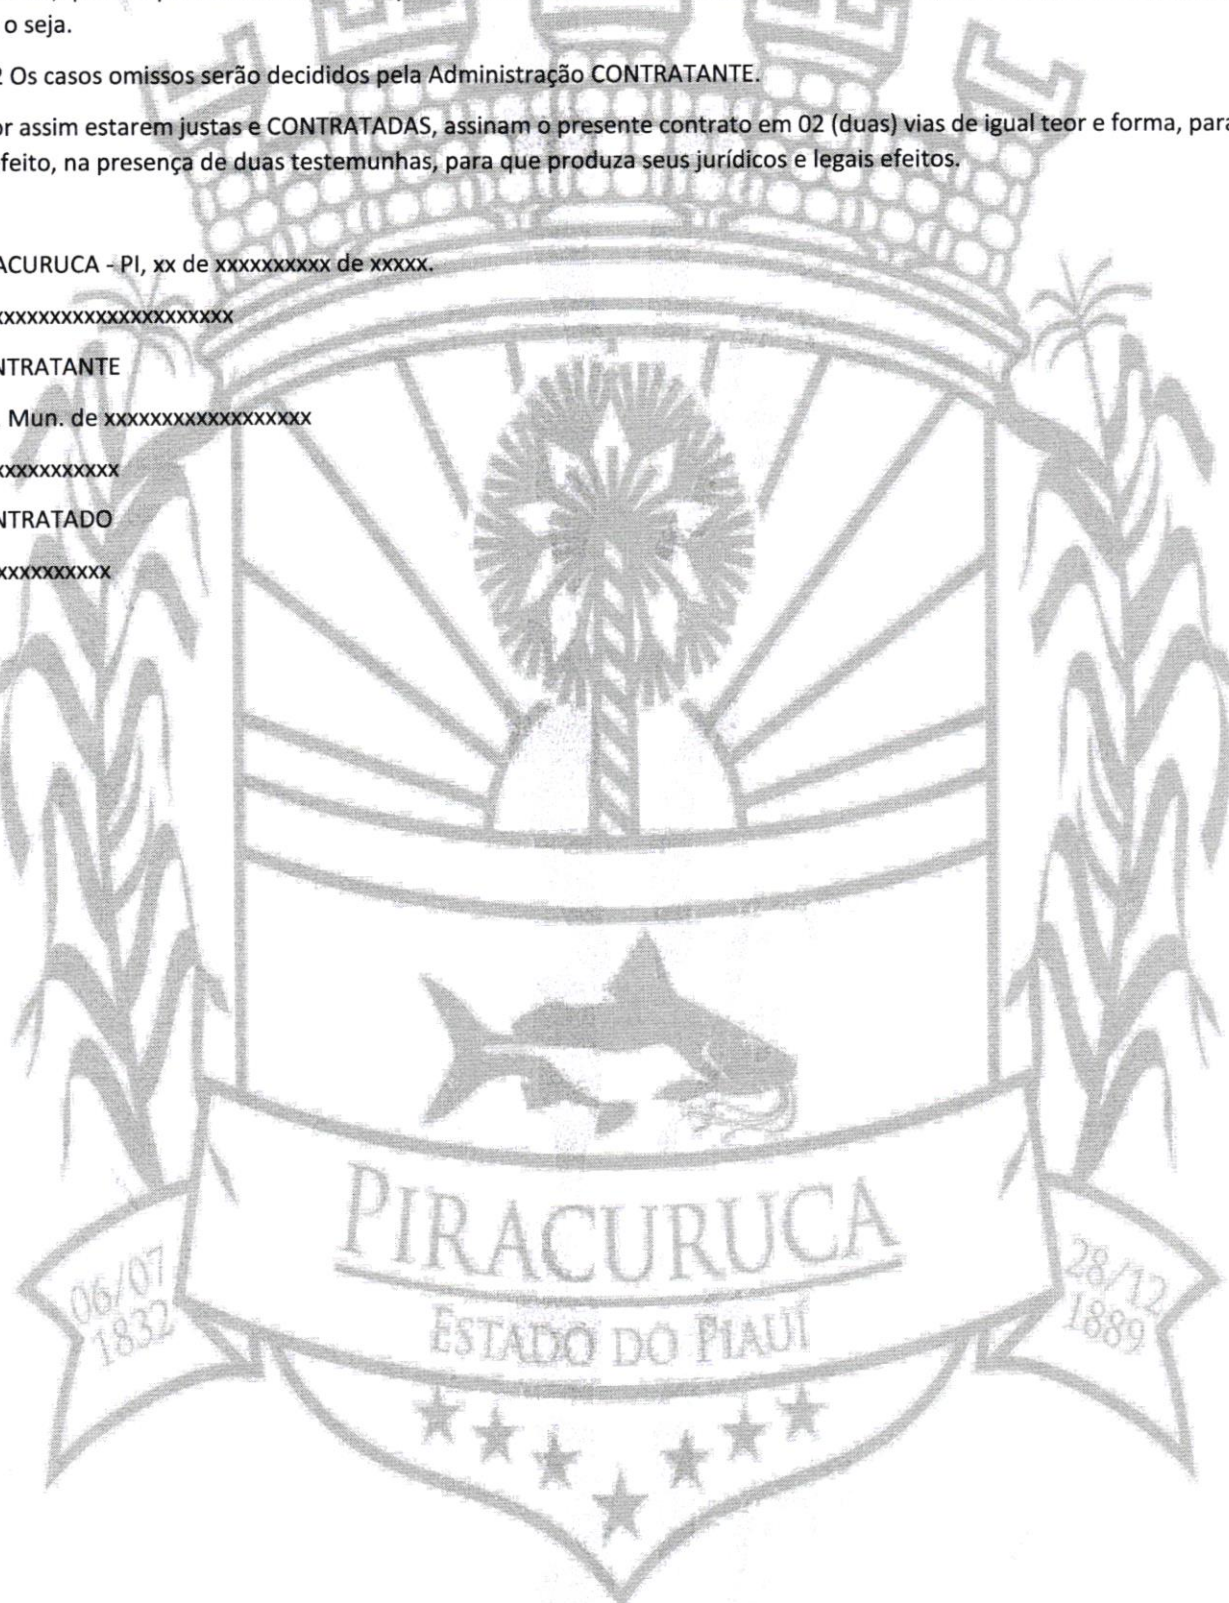 o seja.
2 Os casos omissos serão decididos pela Administração CONTRATANTE.
or assim estarem justas e CONTRATADAS, assinam o presente contrato em 02 (duas) vias de igual teor e forma, para
feito, na presença de duas testemunhas, para que produza seus jurídicos e legais efeitos.
ACURUCA - PI, xx de xxxxxxxxxx de xxxxx.
xxxxxxxxxxxxxxxxxxxxx
NTRATANTE
Mun. de xxxxxxxxxxxxxxxxxx
xxxxxxxxxxx
NTRATADO
xxxxxxxxxx
PIRACURUCA
ESTADO DO PIAUÍ
06/07
1832
28/12
1889